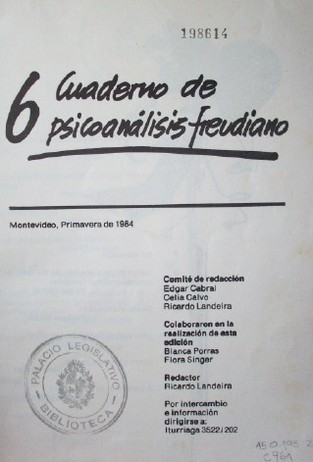 198614
6 Cuaderno de
psicoanálisis freudiano
Montevideo, Primavera de 1984
Comité de redacción
Edgar Cabral
Celia Calvo
Ricardo Landeira
Colaboraron en la
realización de esta
edición
Blanca Porras
Flora Singer
Redactor
Ricardo Landeira
Por intercambio
e información
dirigirse a:
Iturriaga 3522/202
PALACIO LEGISLATIVO
BIBLIOTECA
C961